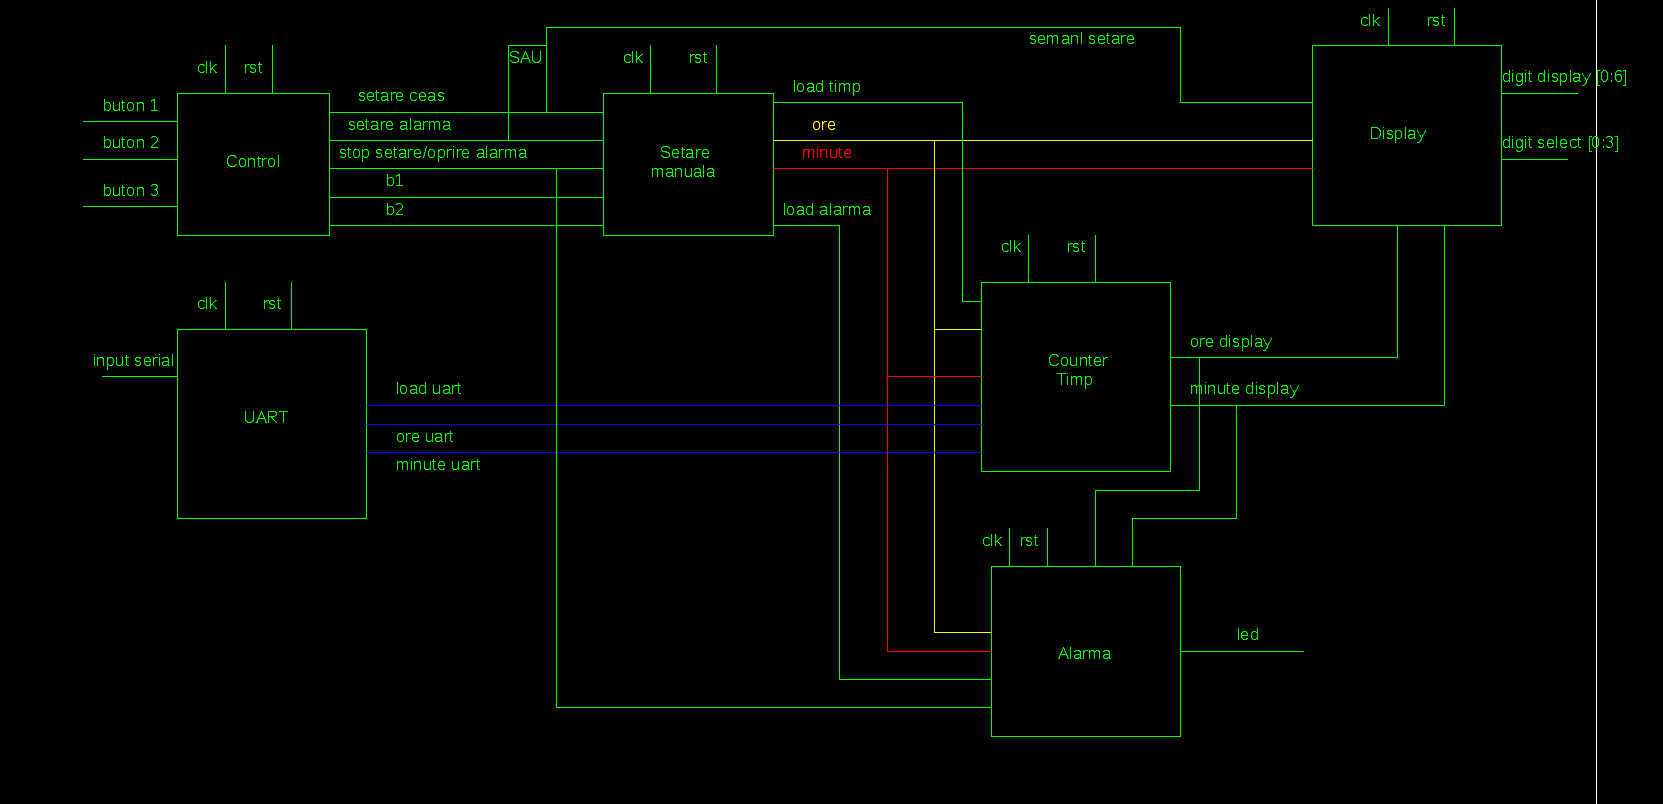 clk
rst
buton 1
buton 2
buton 3
Control
setare ceas
setare alarma
stop setare/oprire alarma
b1
b2
SAU
clk
rst
Setare
manuala
load timp
ore
minute
load alarma
semanl setare
clk
rst
Display
digit display [0:6]
digit select [0:3]
clk
rst
input serial
UART
load uart
ore uart
minute uart
clk
rst
Counter
Timp
ore display
minute display
clk
rst
Alarma
led